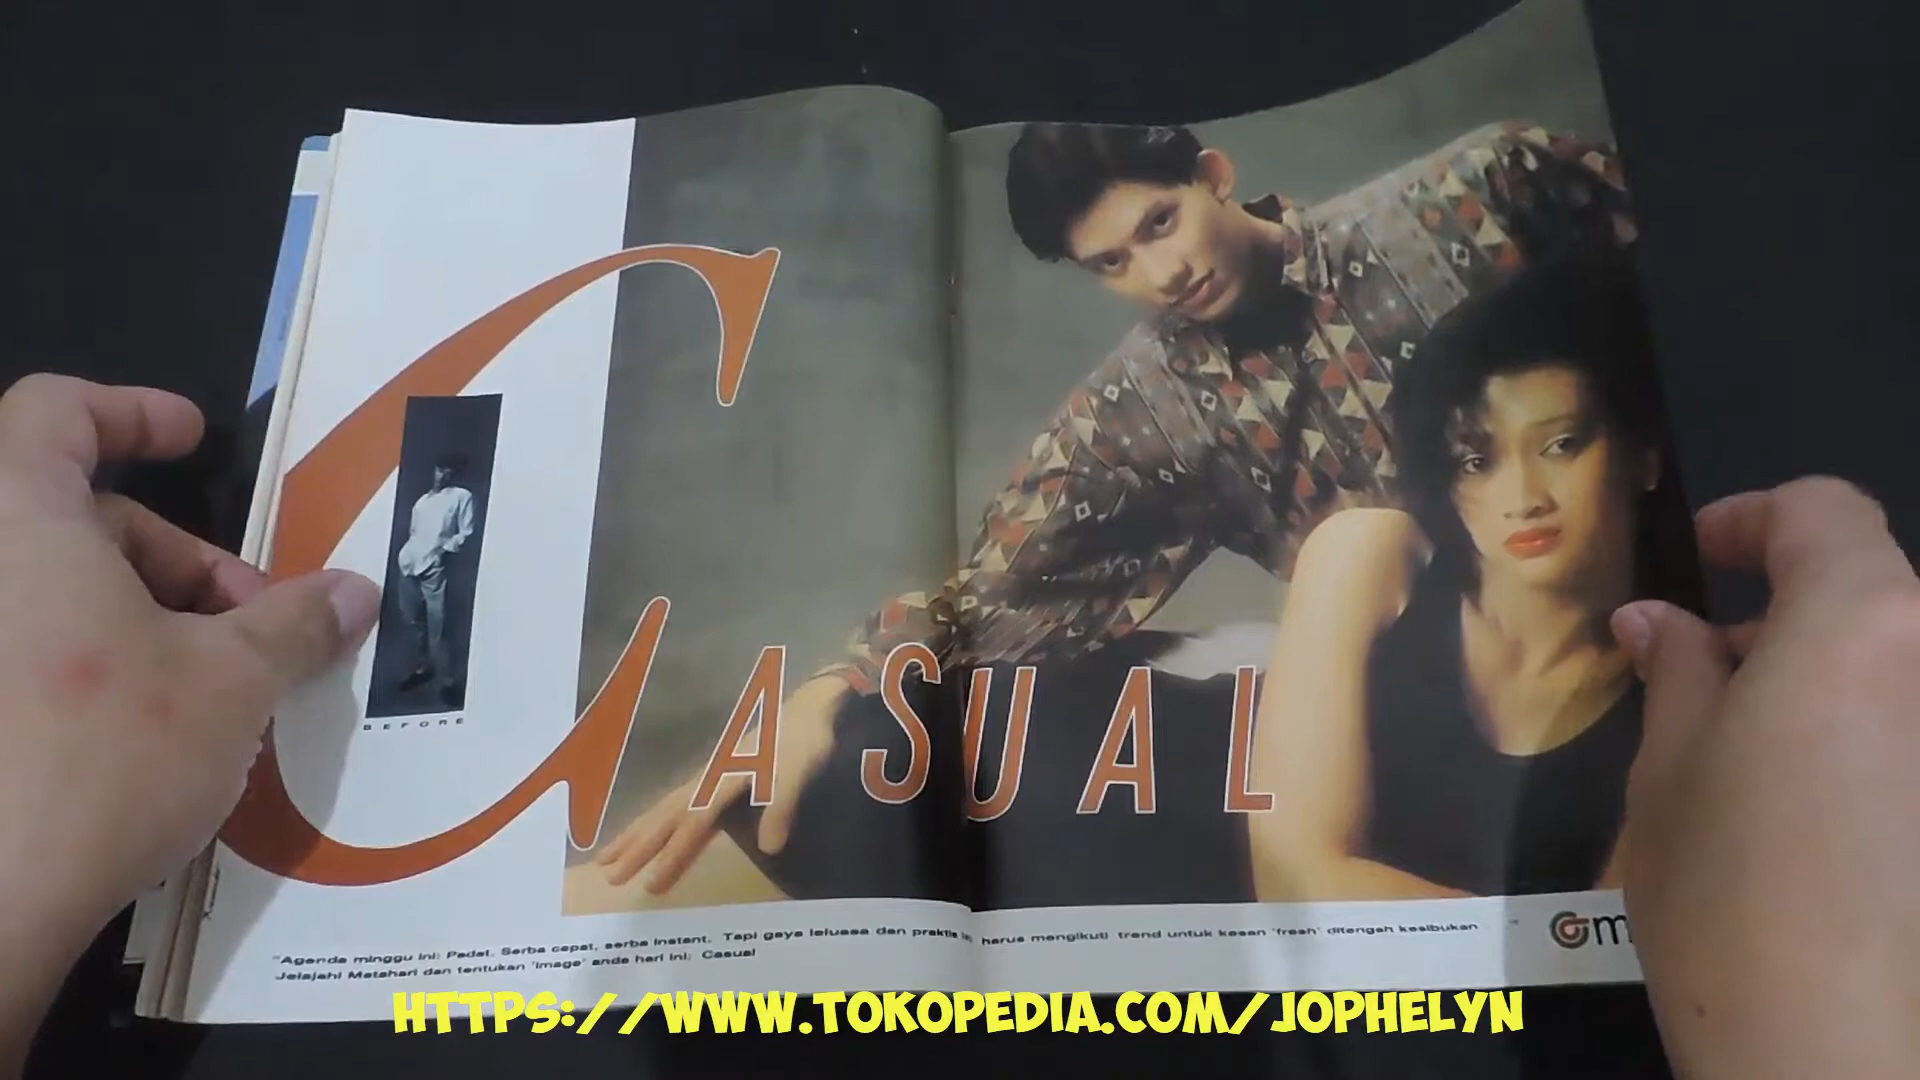 CASUAL
BEFORE
"Agenda minggu ini: Padat. Serba cepat, serba instant. Tapi gaya leluasa dan praktis harus mengikuti trend untuk kesan 'fresh' ditengah kesibukan
Jelajahi Matahari dan tentukan 'image' anda hari ini: Casual
HTTPS://WWW.TOKOPEDIA.COM/JOPHELYN